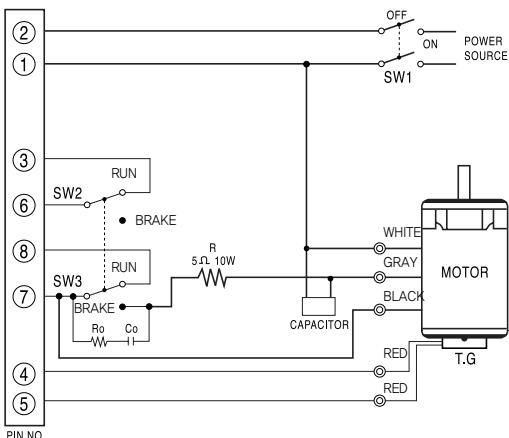 OFF
2
ON
POWER
SOURCE
1
SW1
3
RUN
SW2
6
BRAKE
8
R
5Ω 10W
RUN
SW3
7
BRAKE
Ro
Co
CAPACITOR
WHITE
GRAY
MOTOR
BLACK
RED
T.G
4
RED
5
PIN NO